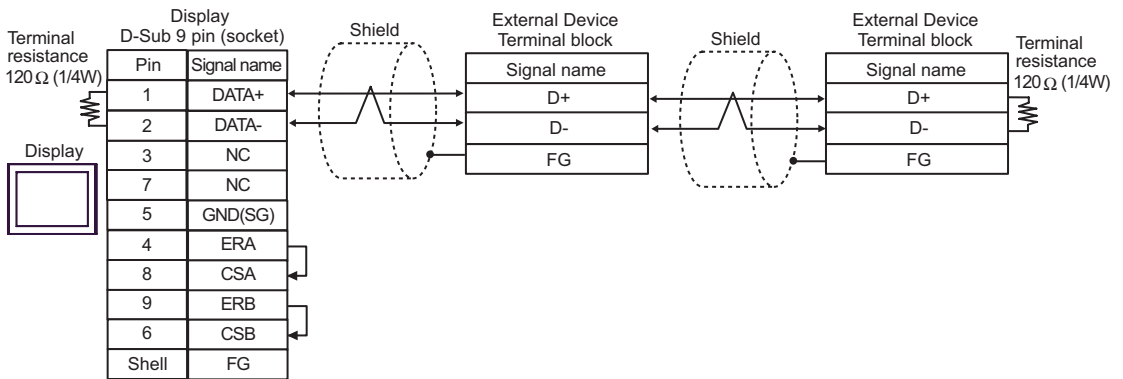 Display
D-Sub 9 pin (socket)
Terminal
resistance
120Ω (1/4W)
Pin Signal name
1 DATA+
2 DATA-
3 NC
7 NC
5 GND(SG)
4 ERA
8 CSA
9 ERB
6 CSB
Shell FG
Display
Shield
External Device
Terminal block
Signal name
D+
D-
FG
Shield
External Device
Terminal block
Signal name
D+
D-
FG
Terminal
resistance
120Ω (1/4W)